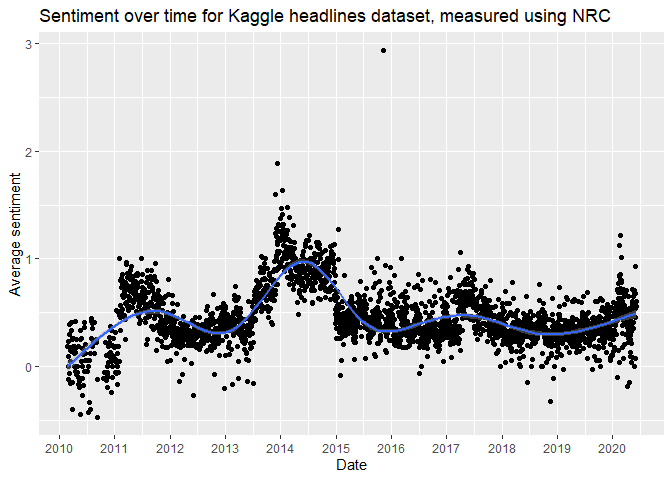 Sentiment over time for Kaggle headlines dataset, measured using NRC
3
2
1
0
Average sentiment
2010 2011 2012 2013 2014 2015 2016 2017 2018 2019 2020
Date